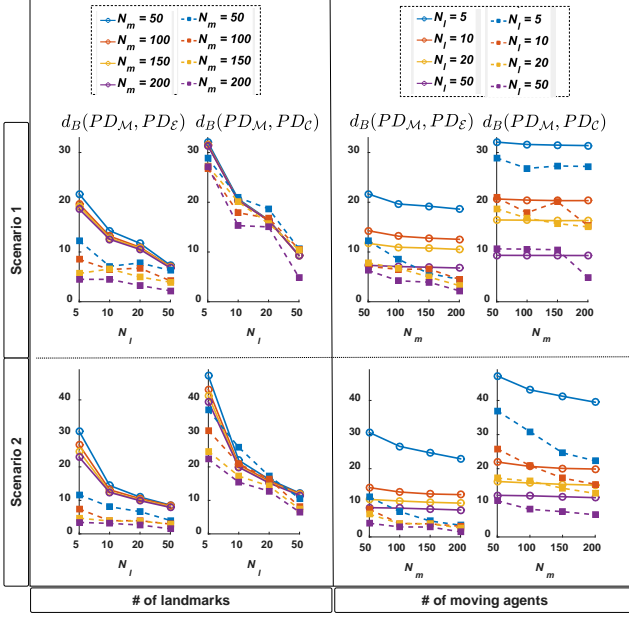 N_m = 50 N_m = 50 N_l = 5 N_l = 5
N_m = 100 N_m = 100 N_l = 10 N_l = 10
N_m = 150 N_m = 150 N_l = 20 N_l = 20
N_m = 200 N_m = 200 N_l = 50 N_l = 50
d_B(PD_ℳ, PD_ℰ) d_B(PD_ℳ, PD_𝒞) d_B(PD_ℳ, PD_ℰ) d_B(PD_ℳ, PD_𝒞)
Scenario 1
30 30 30 30
20 20 20 20
10 10 10 10
0 0 0 0
5 10 20 50 5 10 20 50 50 100 150 200 50 100 150 200
N_l N_l N_m N_m
Scenario 2
40 40 40 40
30 30 30 30
20 20 20 20
10 10 10 10
0 0 0 0
5 10 20 50 5 10 20 50 50 100 150 200 50 100 150 200
N_l N_l N_m N_m
# of landmarks # of moving agents